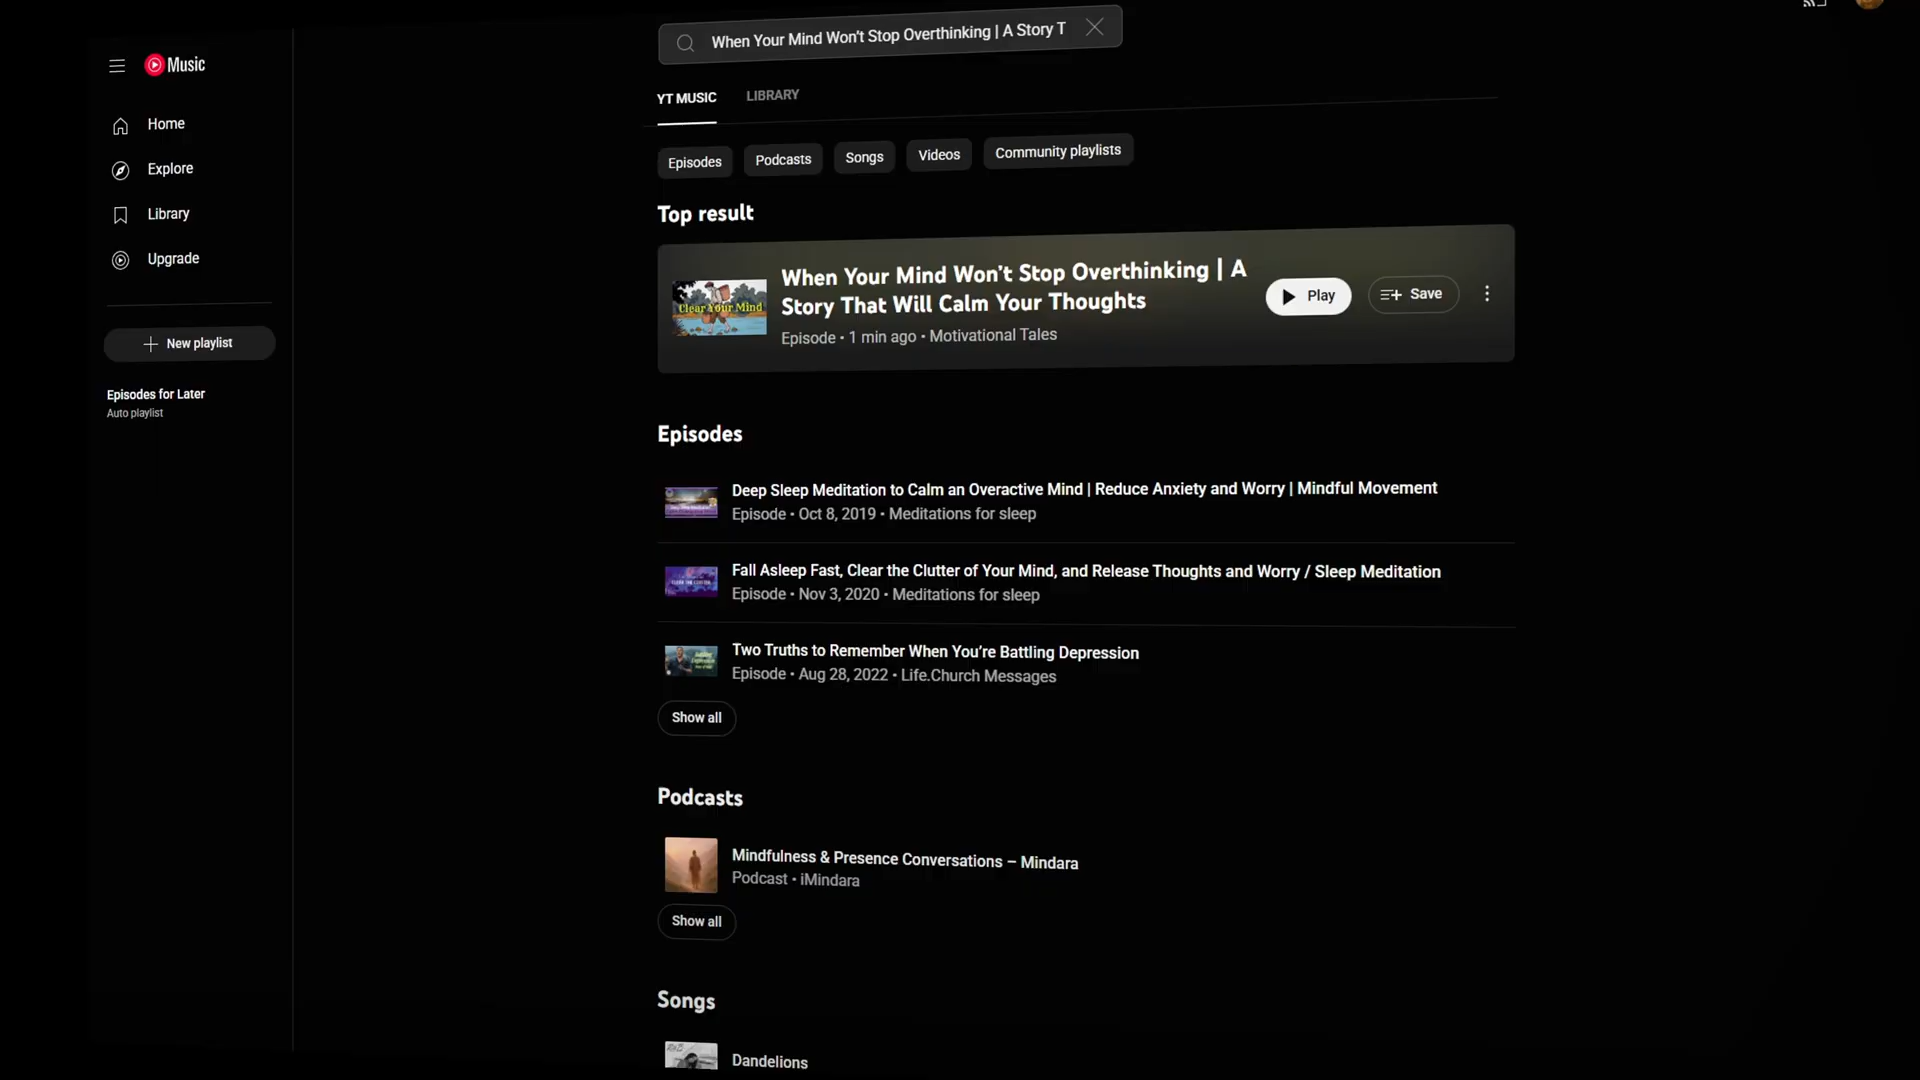 When Your Mind Won't Stop Overthinking | A Story T
Music
Home
Explore
Library
Upgrade
New playlist
Episodes for Later
Auto playlist
YT MUSIC
LIBRARY
Episodes
Podcasts
Songs
Videos
Community playlists
Top result
Clear Your Mind
When Your Mind Won't Stop Overthinking | A
Story That Will Calm Your Thoughts
Episode • 1 min ago • Motivational Tales
Play
Save
Episodes
Deep Sleep Meditation to Calm an Overactive Mind | Reduce Anxiety and Worry | Mindful Movement
Episode • Oct 8, 2019 • Meditations for sleep
Fall Asleep Fast, Clear the Clutter of Your Mind, and Release Thoughts and Worry / Sleep Meditation
Episode • Nov 3, 2020 • Meditations for sleep
Two Truths to Remember When You're Battling Depression
Episode • Aug 28, 2022 • Life.Church Messages
Show all
Podcasts
Mindfulness & Presence Conversations – Mindara
Podcast • iMindara
Show all
Songs
Dandelions